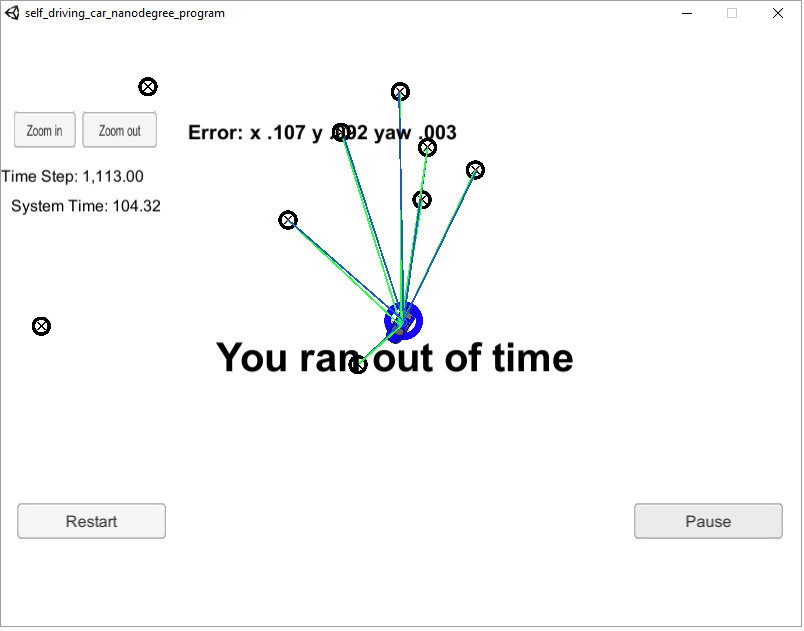 self_driving_car_nanodegree_program
Zoom in Zoom out
Error: x .107 y .092 yaw .003
Time Step: 1,113.00
System Time: 104.32
You ran out of time
Restart Pause